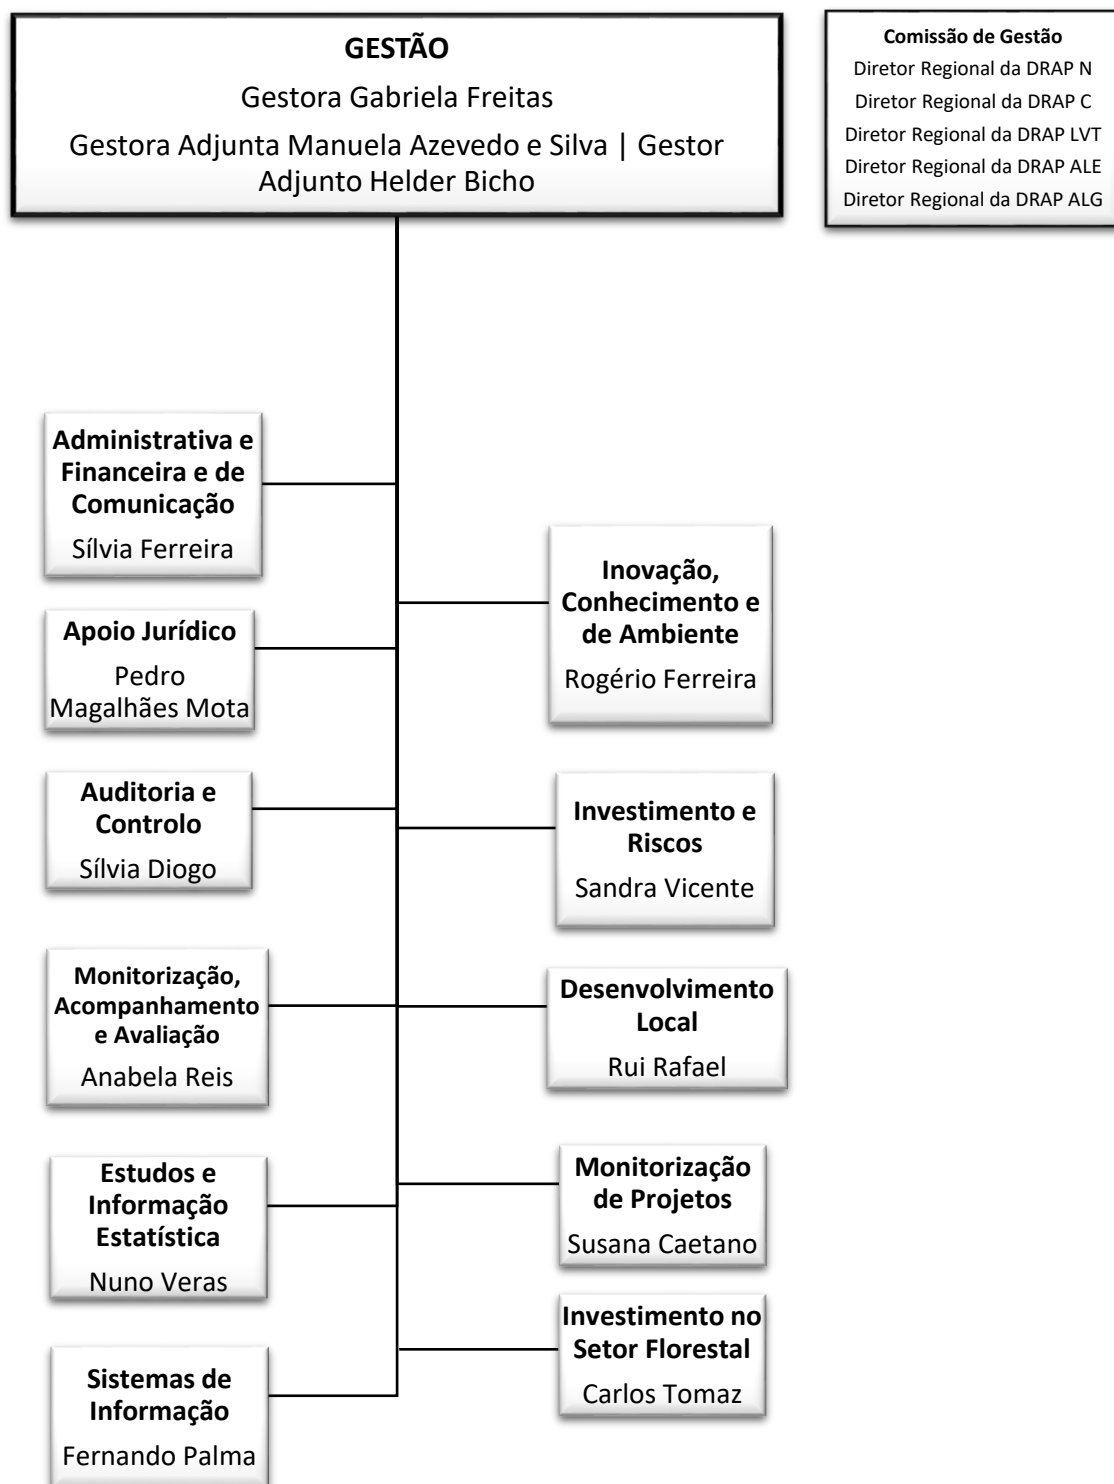 GESTÃO
Gestora Gabriela Freitas
Gestora Adjunta Manuela Azevedo e Silva | Gestor
Adjunto Helder Bicho
Comissão de Gestão
Diretor Regional da DRAP N
Diretor Regional da DRAP C
Diretor Regional da DRAP LVT
Diretor Regional da DRAP ALE
Diretor Regional da DRAP ALG
Administrativa e
Financeira e de
Comunicação
Sílvia Ferreira
Apoio Jurídico
Pedro
Magalhães Mota
Auditoria e
Controlo
Sílvia Diogo
Monitorização,
Acompanhamento
e Avaliação
Anabela Reis
Estudos e
Informação
Estatística
Nuno Veras
Sistemas de
Informação
Fernando Palma
Inovação,
Conhecimento e
de Ambiente
Rogério Ferreira
Investimento e
Riscos
Sandra Vicente
Desenvolvimento
Local
Rui Rafael
Monitorização
de Projetos
Susana Caetano
Investimento no
Setor Florestal
Carlos Tomaz